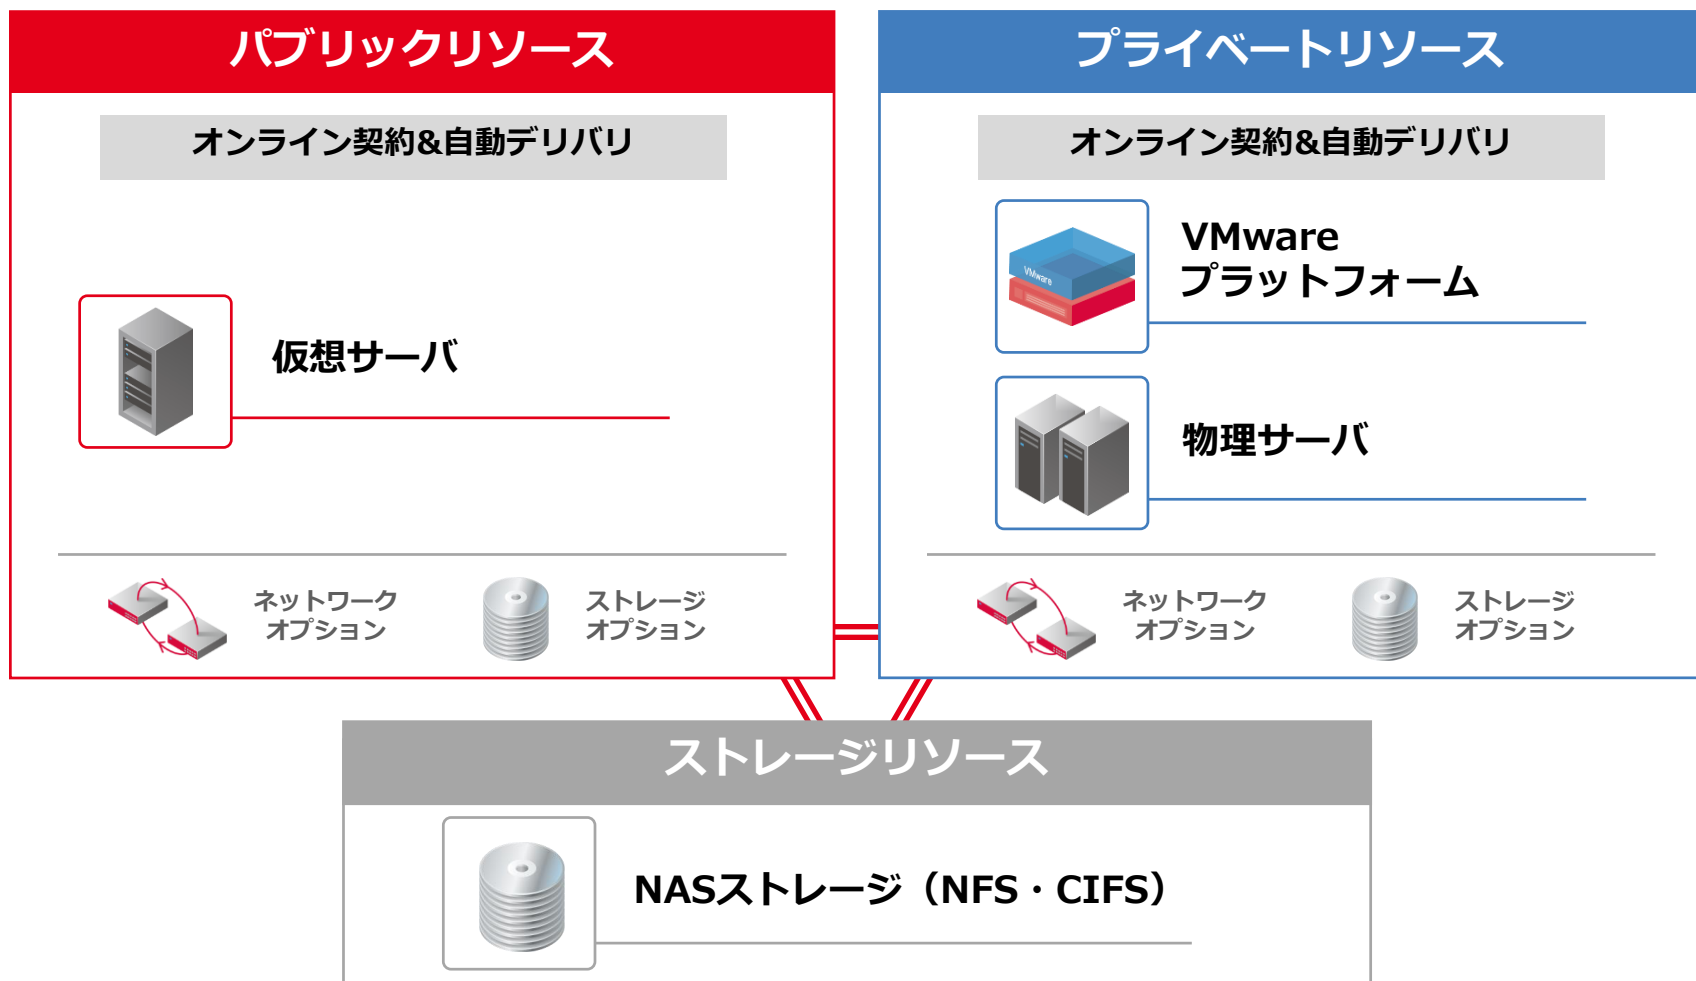 パブリックリソース
オンライン契約&自動デリバリ
仮想サーバ
ネットワーク
オプション
ストレージ
オプション
プライベートリソース
オンライン契約&自動デリバリ
VMware
VMware
プラットフォーム
物理サーバ
ネットワーク
オプション
ストレージ
オプション
ストレージリソース
NASストレージ（NFS・CIFS）